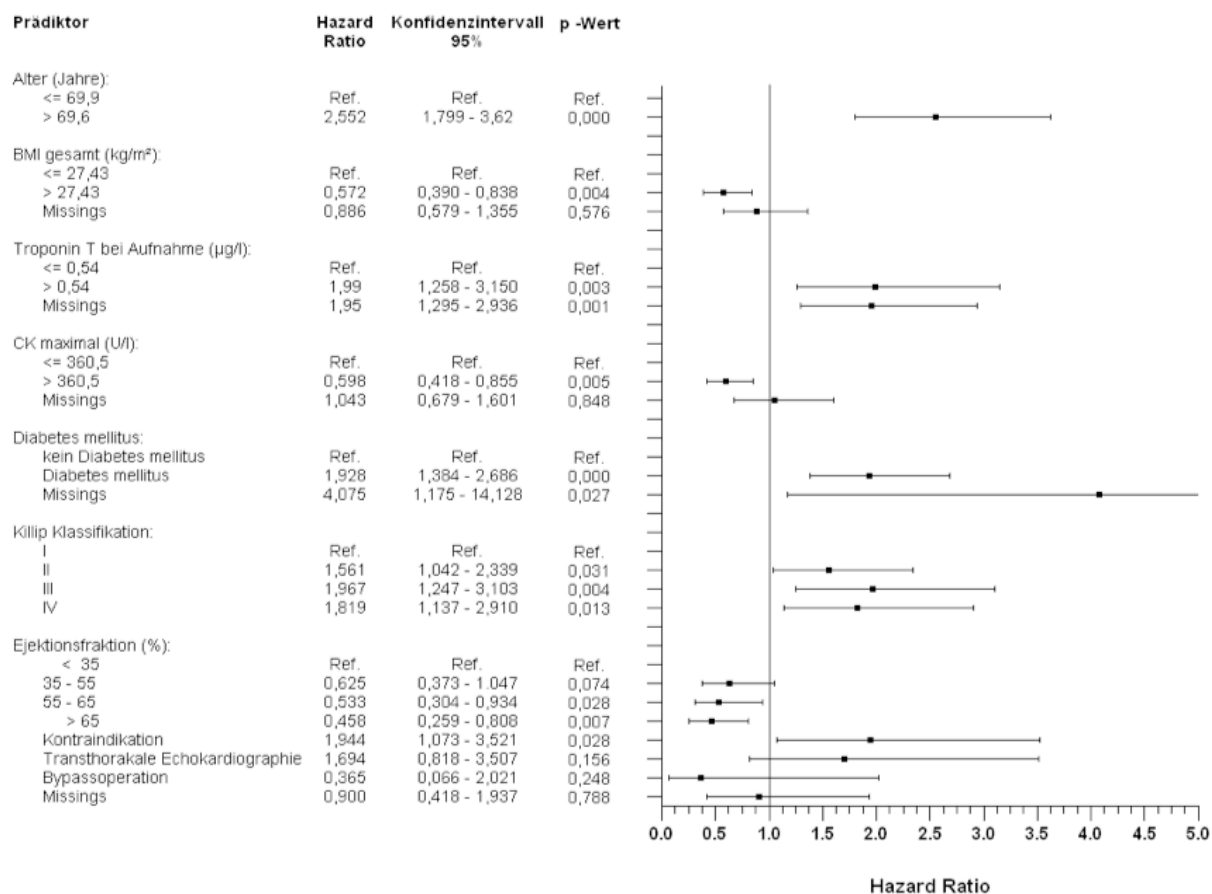 Prädiktor Hazard Ratio Konfidenzintervall 95% p -Wert
Alter (Jahre):
<= 69,9 Ref. Ref. Ref.
> 69,6 2,552 1,799 - 3,62 0,000
BMI gesamt (kg/m²):
<= 27,43 Ref. Ref. Ref.
> 27,43 0,572 0,390 - 0,838 0,004
Missings 0,886 0,579 - 1,355 0,576
Troponin T bei Aufnahme (µg/l):
<= 0,54 Ref. Ref. Ref.
> 0,54 1,99 1,258 - 3,150 0,003
Missings 1,95 1,295 - 2,936 0,001
CK maximal (U/l):
<= 360,5 Ref. Ref. Ref.
> 360,5 0,598 0,418 - 0,855 0,005
Missings 1,043 0,679 - 1,601 0,848
Diabetes mellitus:
kein Diabetes mellitus Ref. Ref. Ref.
Diabetes mellitus 1,928 1,384 - 2,686 0,000
Missings 4,075 1,175 - 14,128 0,027
Killip Klassifikation:
I Ref. Ref. Ref.
II 1,561 1,042 - 2,339 0,031
III 1,967 1,247 - 3,103 0,004
IV 1,819 1,137 - 2,910 0,013
Ejektionsfraktion (%):
< 35 Ref. Ref. Ref.
35 - 55 0,625 0,373 - 1.047 0,074
55 - 65 0,533 0,304 - 0,934 0,028
> 65 0,458 0,259 - 0,808 0,007
Kontraindikation 1,944 1,073 - 3,521 0,028
Transthorakale Echokardiographie 1,694 0,818 - 3,507 0,156
Bypassoperation 0,365 0,066 - 2,021 0,248
Missings 0,900 0,418 - 1,937 0,788
0.0 0.5 1.0 1.5 2.0 2.5 3.0 3.5 4.0 4.5 5.0
Hazard Ratio